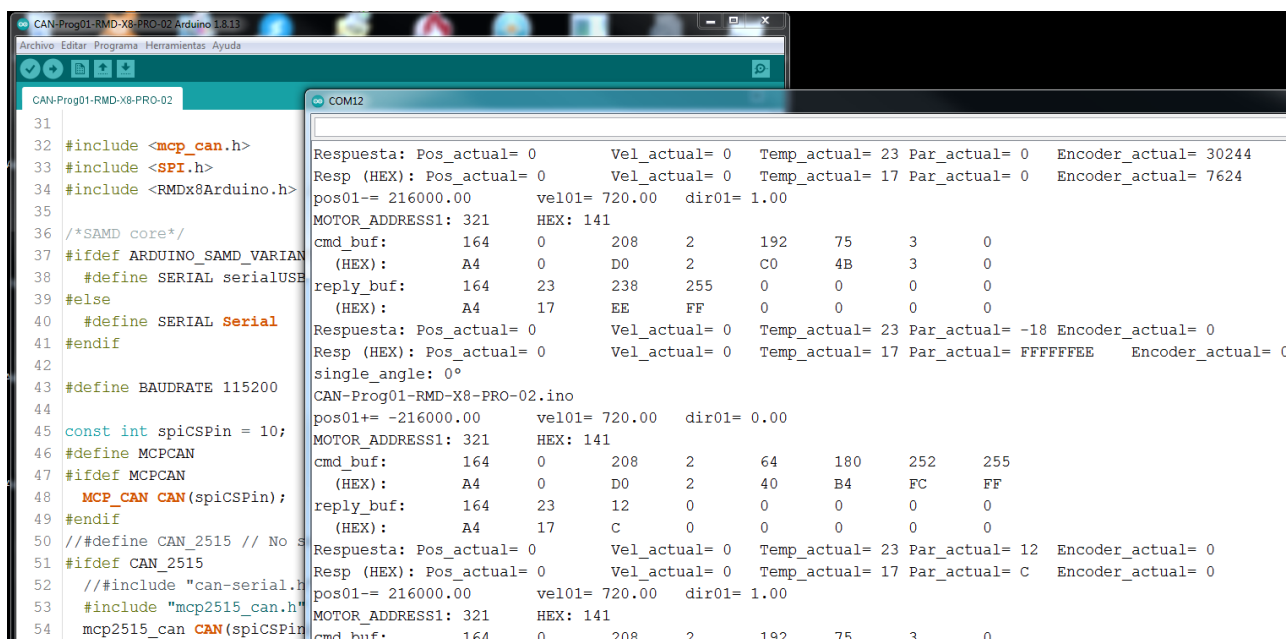 CAN-Prog01-RMD-X8-PRO-02 Arduino 1.8.13
Archivo Editar Programa Herramientas Ayuda
CAN-Prog01-RMD-X8-PRO-02
31
32 #include <mcp_can.h>
33 #include <SPI.h>
34 #include <RMDx8Arduino.h>
35
36 /*SAMD core*/
37 #ifdef ARDUINO_SAMD_VARIAN
38 #define SERIAL serialUSB
39 #else
40 #define SERIAL Serial
41 #endif
42
43 #define BAUDRATE 115200
44
45 const int spiCSPin = 10;
46 #define MCPCAN
47 #ifdef MCPCAN
48 MCP_CAN CAN(spiCSPin);
49 #endif
50 //#define CAN_2515 // No s
51 #ifdef CAN_2515
52 //#include "can-serial.h
53 #include "mcp2515_can.h"
54 mcp2515_can CAN(spiCSPin
COM12
Respuesta: Pos_actual= 0 Vel_actual= 0 Temp_actual= 23 Par_actual= 0 Encoder_actual= 30244
Resp (HEX): Pos_actual= 0 Vel_actual= 0 Temp_actual= 17 Par_actual= 0 Encoder_actual= 7624
pos01-= 216000.00 vel01= 720.00 dir01= 1.00
MOTOR_ADDRESS1: 321 HEX: 141
cmd_buf: 164 0 208 2 192 75 3 0
(HEX): A4 0 D0 2 C0 4B 3 0
reply_buf: 164 23 238 255 0 0 0 0
(HEX): A4 17 EE FF 0 0 0 0
Respuesta: Pos_actual= 0 Vel_actual= 0 Temp_actual= 23 Par_actual= -18 Encoder_actual= 0
Resp (HEX): Pos_actual= 0 Vel_actual= 0 Temp_actual= 17 Par_actual= FFFFFFEE Encoder_actual= 0
single_angle: 0°
CAN-Prog01-RMD-X8-PRO-02.ino
pos01+= -216000.00 vel01= 720.00 dir01= 0.00
MOTOR_ADDRESS1: 321 HEX: 141
cmd_buf: 164 0 208 2 64 180 252 255
(HEX): A4 0 D0 2 40 B4 FC FF
reply_buf: 164 23 12 0 0 0 0 0
(HEX): A4 17 C 0 0 0 0 0
Respuesta: Pos_actual= 0 Vel_actual= 0 Temp_actual= 23 Par_actual= 12 Encoder_actual= 0
Resp (HEX): Pos_actual= 0 Vel_actual= 0 Temp_actual= 17 Par_actual= C Encoder_actual= 0
pos01-= 216000.00 vel01= 720.00 dir01= 1.00
MOTOR_ADDRESS1: 321 HEX: 141
cmd_buf: 164 0 208 2 192 75 3 0